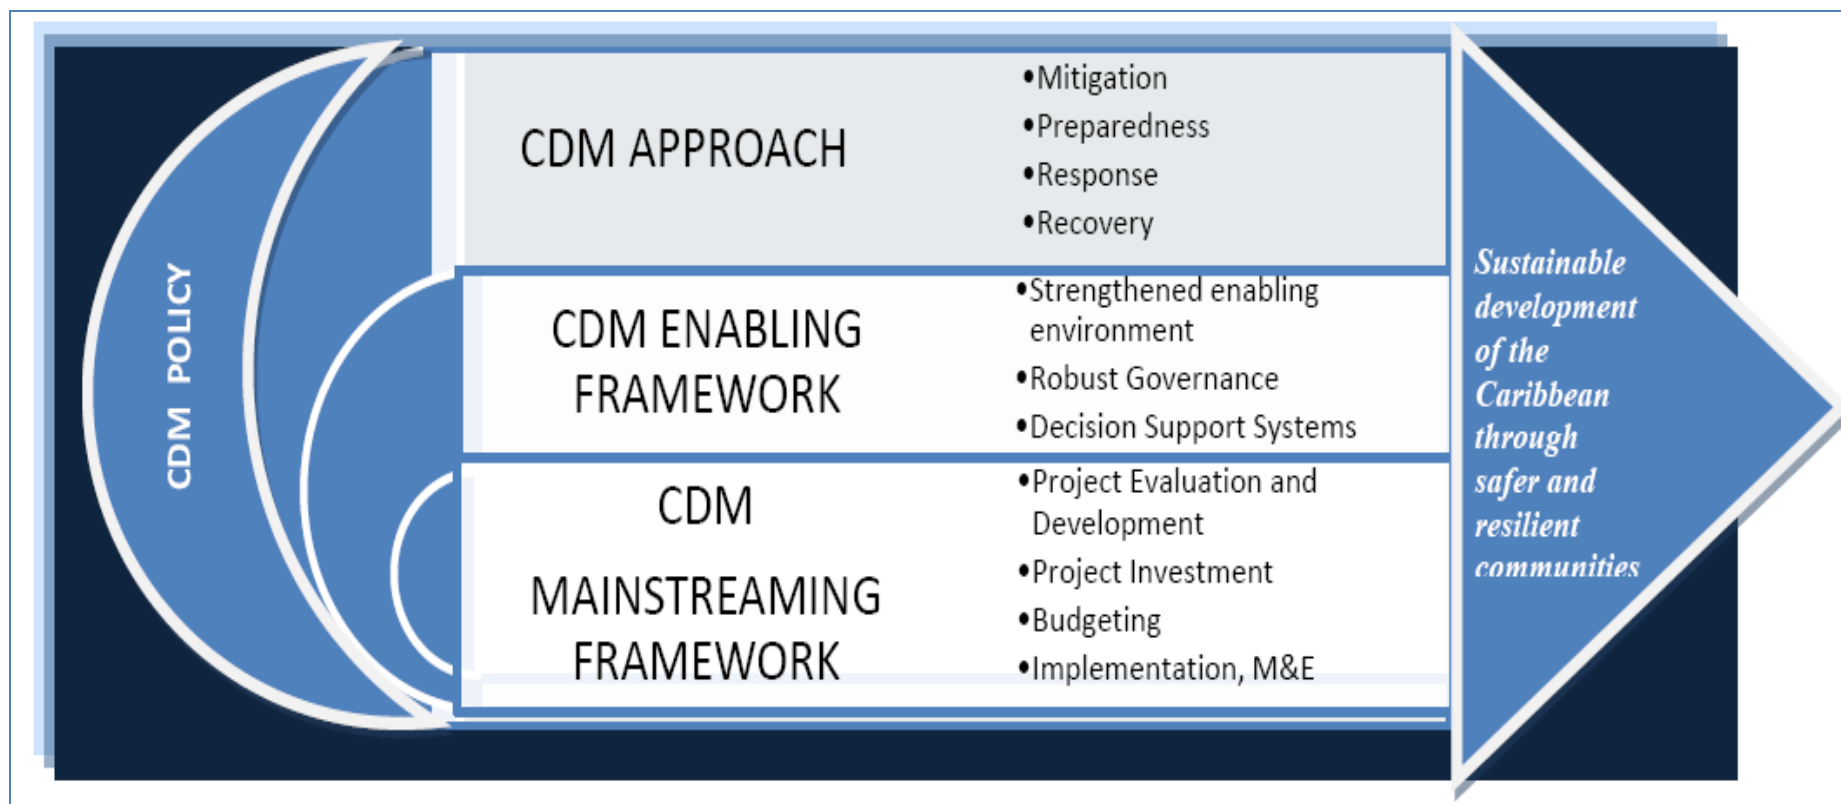 CDM POLICY
CDM APPROACH
•Mitigation
•Preparedness
•Response
•Recovery
CDM ENABLING
FRAMEWORK
•Strengthened enabling
environment
•Robust Governance
•Decision Support Systems
CDM
MAINSTREAMING
FRAMEWORK
•Project Evaluation and
Development
•Project Investment
•Budgeting
•Implementation, M&E
Sustainable
development
of the
Caribbean
through
safer and
resilient
communities